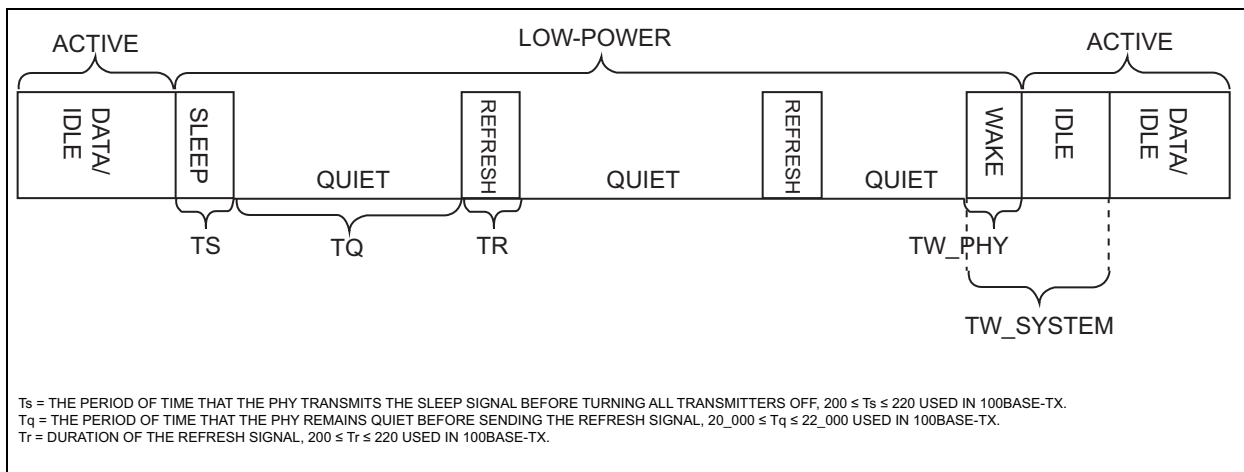 ACTIVE
LOW-POWER
ACTIVE
DATA/
IDLE
SLEEP
QUIET
REFRESH
QUIET
REFRESH
QUIET
WAKE
IDLE
DATA/
IDLE
TS
TQ
TR
TW_PHY
TW_SYSTEM
Ts = THE PERIOD OF TIME THAT THE PHY TRANSMITS THE SLEEP SIGNAL BEFORE TURNING ALL TRANSMITTERS OFF, 200 ≤ Ts ≤ 220 USED IN 100BASE-TX.
Tq = THE PERIOD OF TIME THAT THE PHY REMAINS QUIET BEFORE SENDING THE REFRESH SIGNAL, 20_000 ≤ Tq ≤ 22_000 USED IN 100BASE-TX.
Tr = DURATION OF THE REFRESH SIGNAL, 200 ≤ Tr ≤ 220 USED IN 100BASE-TX.